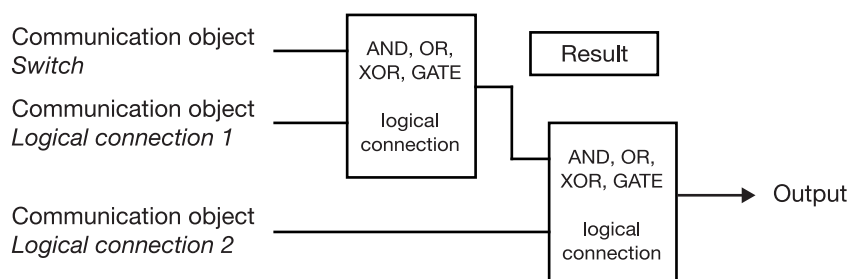 Communication object
Switch
Communication object
Logical connection 1
Communication object
Logical connection 2
AND, OR,
XOR, GATE
logical
connection
Result
AND, OR,
XOR, GATE
logical
connection
Output